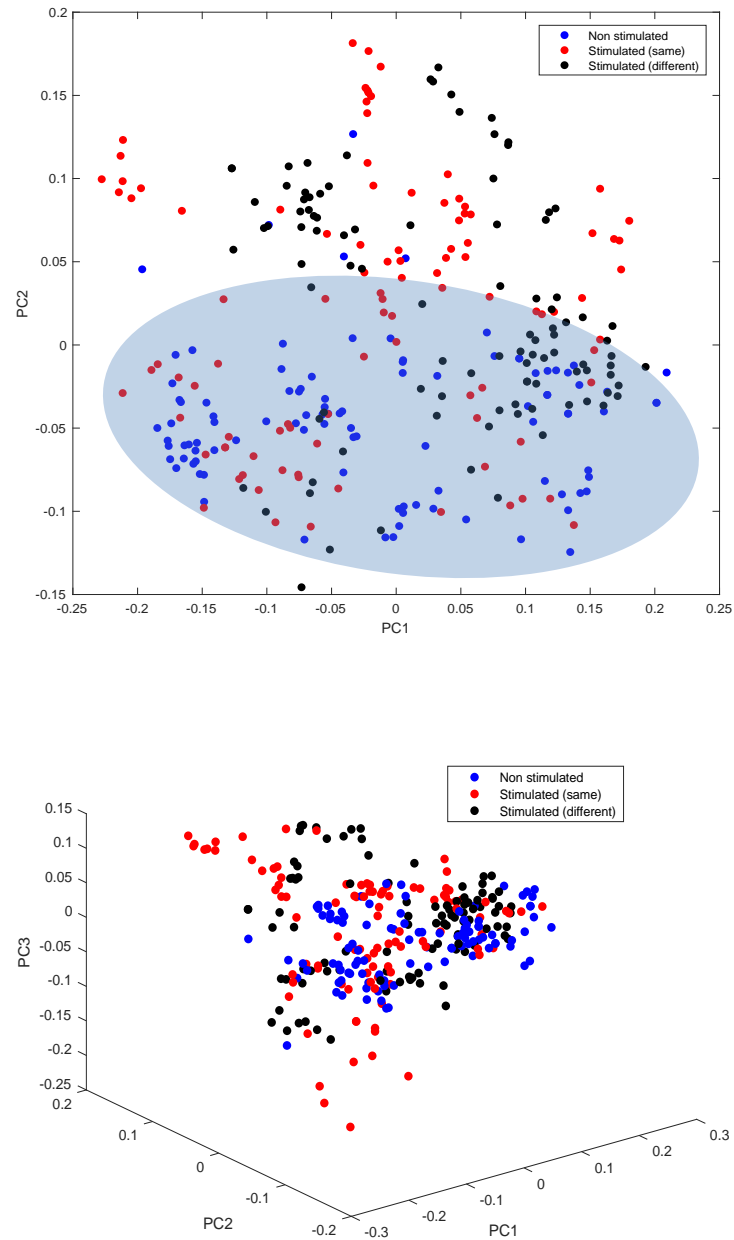 0.2
Non stimulated
Stimulated (same)
Stimulated (different)
0.15
0.1
0.05
PC2
0
-0.05
-0.1
-0.15
-0.25 -0.2 -0.15 -0.1 -0.05 0 0.05 0.1 0.15 0.2 0.25
PC1
Non stimulated
Stimulated (same)
Stimulated (different)
0.15
0.1
0.05
0
-0.05
PC3
-0.1
-0.15
-0.2
-0.25
0.2
0.1
0
-0.1
-0.2
PC2
-0.3
-0.2
-0.1
0
0.1
0.2
0.3
PC1